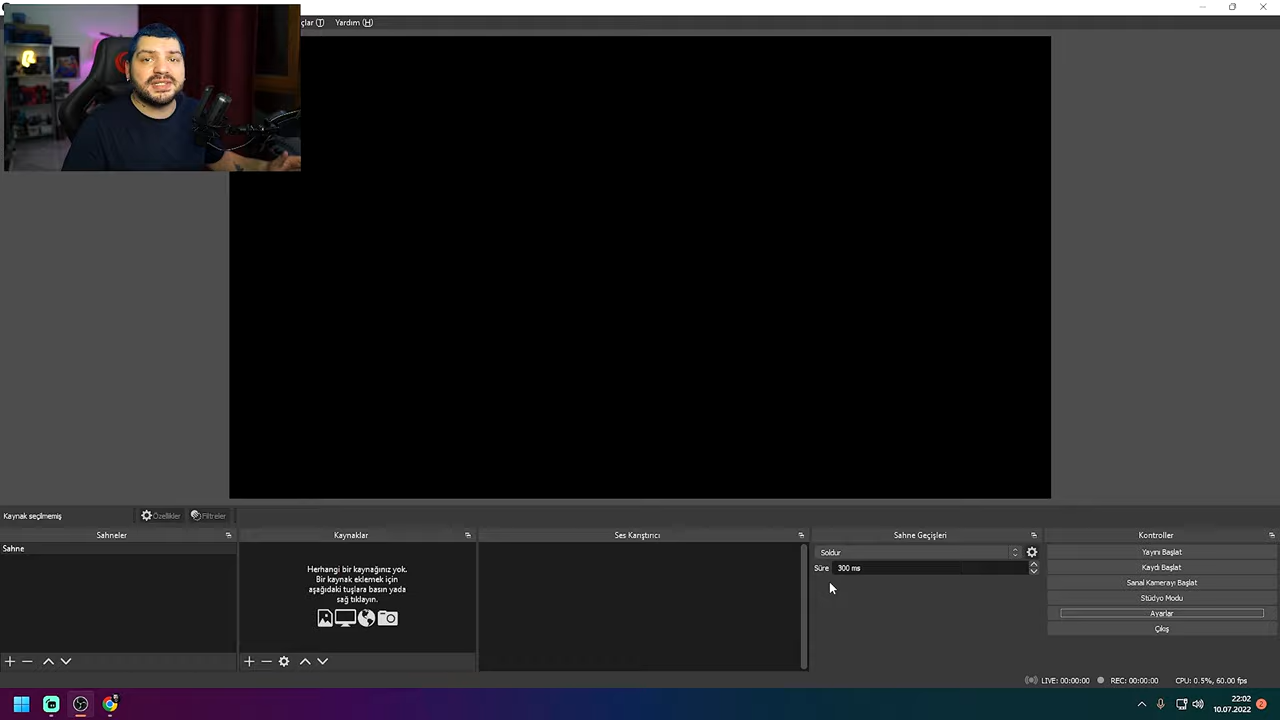 Yardım (H)
Kaynak seçilmemiş
Özellikler
Filtreler
Sahneler
Kaynaklar
Ses Karıştırıcı
Sahne Geçişleri
Kontroller
Sahne
Herhangi bir kaynağınız yok.
Bir kaynak eklemek için
aşağıdaki tuşlara basın yada
sağ tıklayın.
Soldur
Süre 300 ms
Yayını Başlat
Kaydı Başlat
Sanal Kamerayı Başlat
Stüdyo Modu
Ayarlar
Çıkış
LIVE: 00:00:00
REC: 00:00:00
CPU: 0.5%, 60.00 fps
22:02
10.07.2022
2